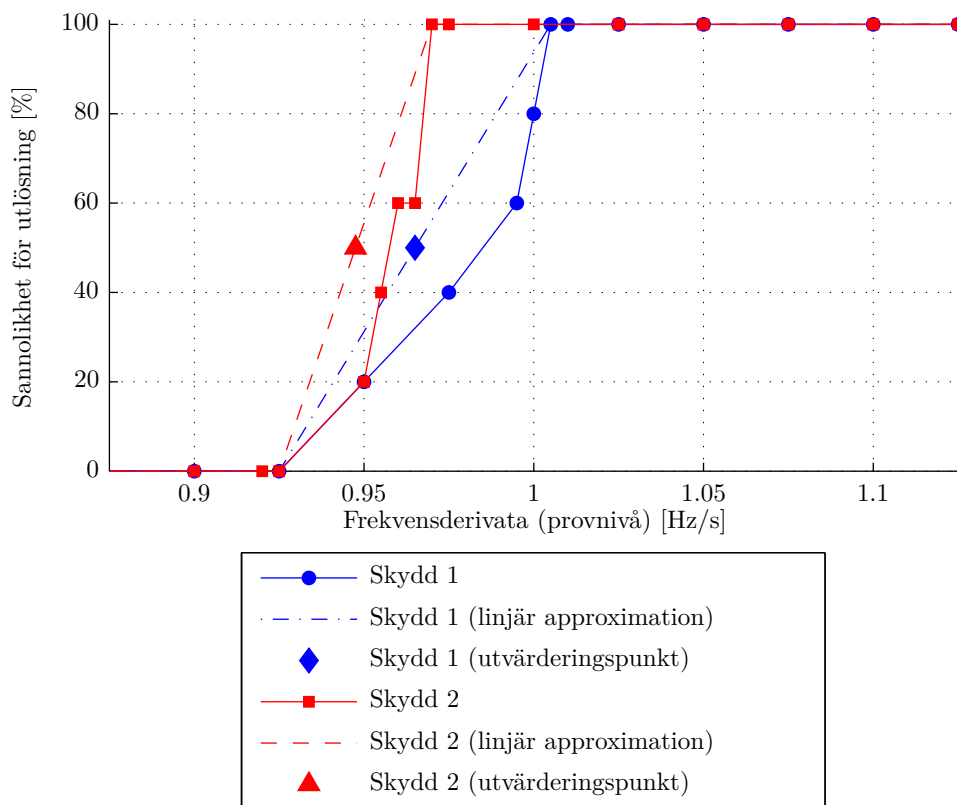 Sannolikhet för utlösning [%]
100
80
60
40
20
0
0.9 0.95 1 1.05 1.1
Frekvensderivata (provnivå) [Hz/s]
Skydd 1
Skydd 1 (linjär approximation)
Skydd 1 (utvärderingspunkt)
Skydd 2
Skydd 2 (linjär approximation)
Skydd 2 (utvärderingspunkt)